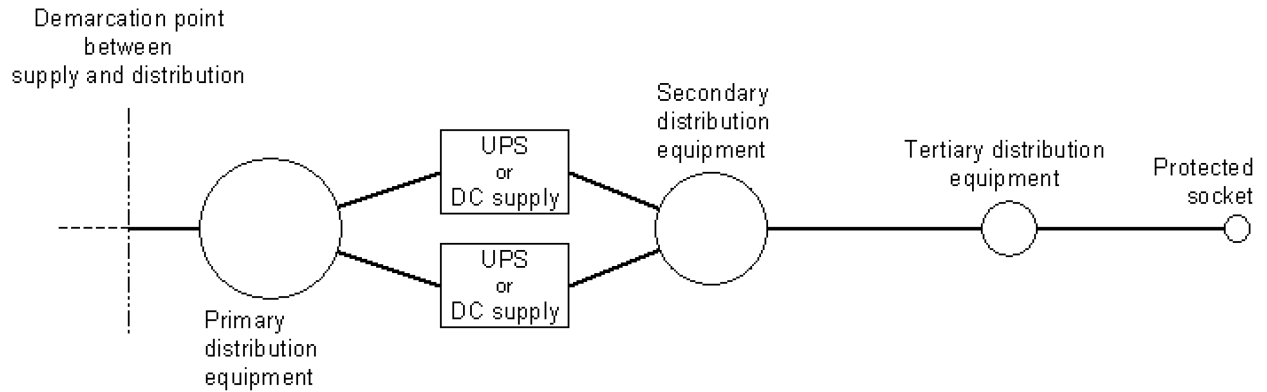 Demarcation point
between
supply and distribution
Primary
distribution
equipment
UPS
or
DC supply
UPS
or
DC supply
Secondary
distribution
equipment
Tertiary distribution
equipment
Protected
socket